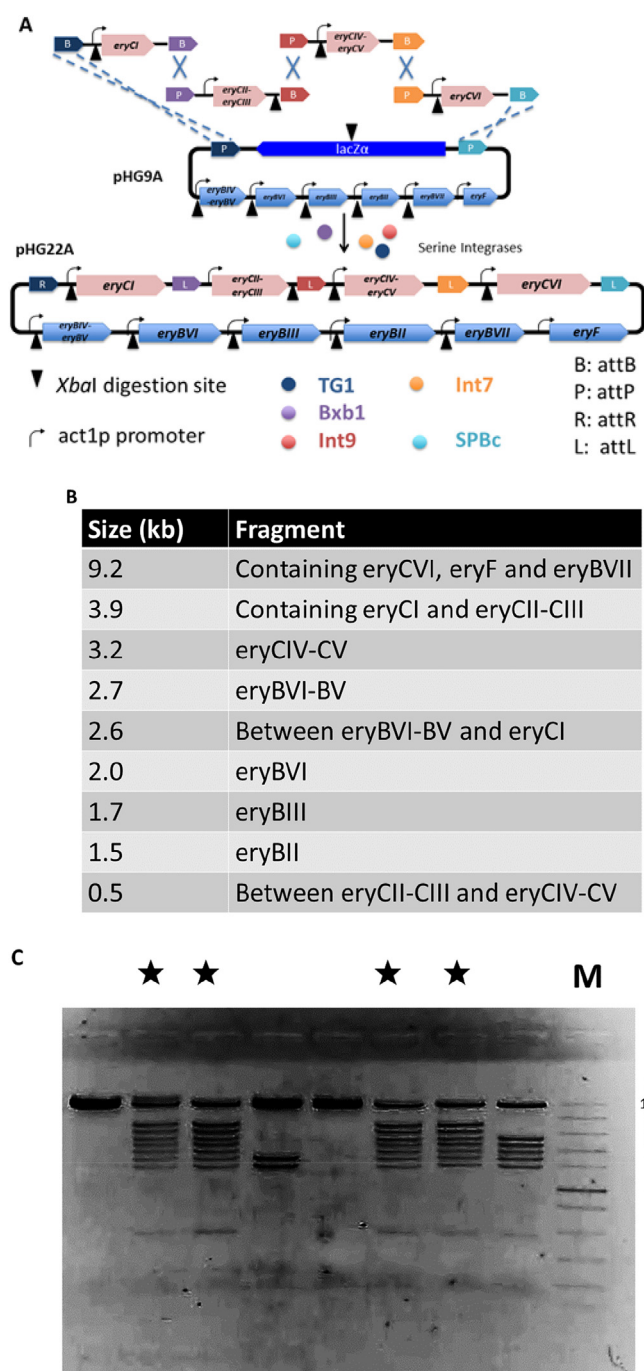 A
B
eryCI
B
P
eryCIV-
eryCV
B
P
eryCII-
eryCIII
B
P
eryCVI
B
P
lacZα
P
pHG9A
eryBIV
-eryBV
eryBVI
eryBIII
eryBII
eryBVII
eryF
pHG22A
Serine Integrases
R
eryCI
L
eryCII-
eryCIII
L
eryCIV-
eryCV
L
eryCVI
L
eryBIV-
eryBV
eryBVI
eryBIII
eryBII
eryBVII
eryF
XbaI digestion site
act1p promoter
TG1
Bxb1
Int9
Int7
SPBc
B: attB
P: attP
R: attR
L: attL
B
Size (kb) Fragment
9.2 Containing eryCVI, eryF and eryBVII
3.9 Containing eryCI and eryCII-CIII
3.2 eryCIV-CV
2.7 eryBVI-BV
2.6 Between eryBVI-BV and eryCI
2.0 eryBVI
1.7 eryBIII
1.5 eryBII
0.5 Between eryCII-CIII and eryCIV-CV
C
M
1